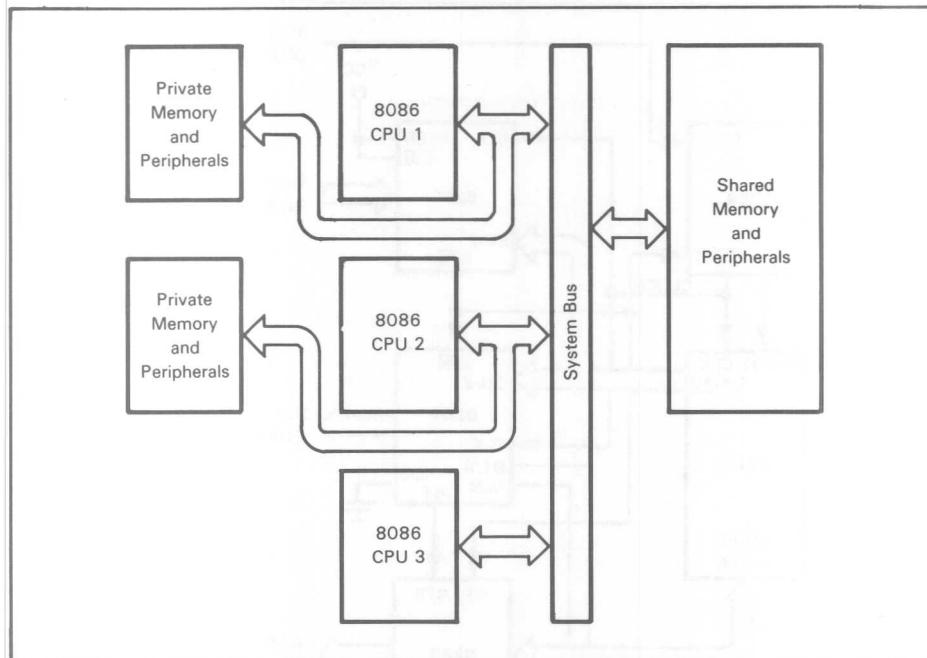 Private
Memory
and
Peripherals
8086
CPU 1
Shared
Memory
and
Peripherals
Private
Memory
and
Peripherals
8086
CPU 2
System Bus
8086
CPU 3